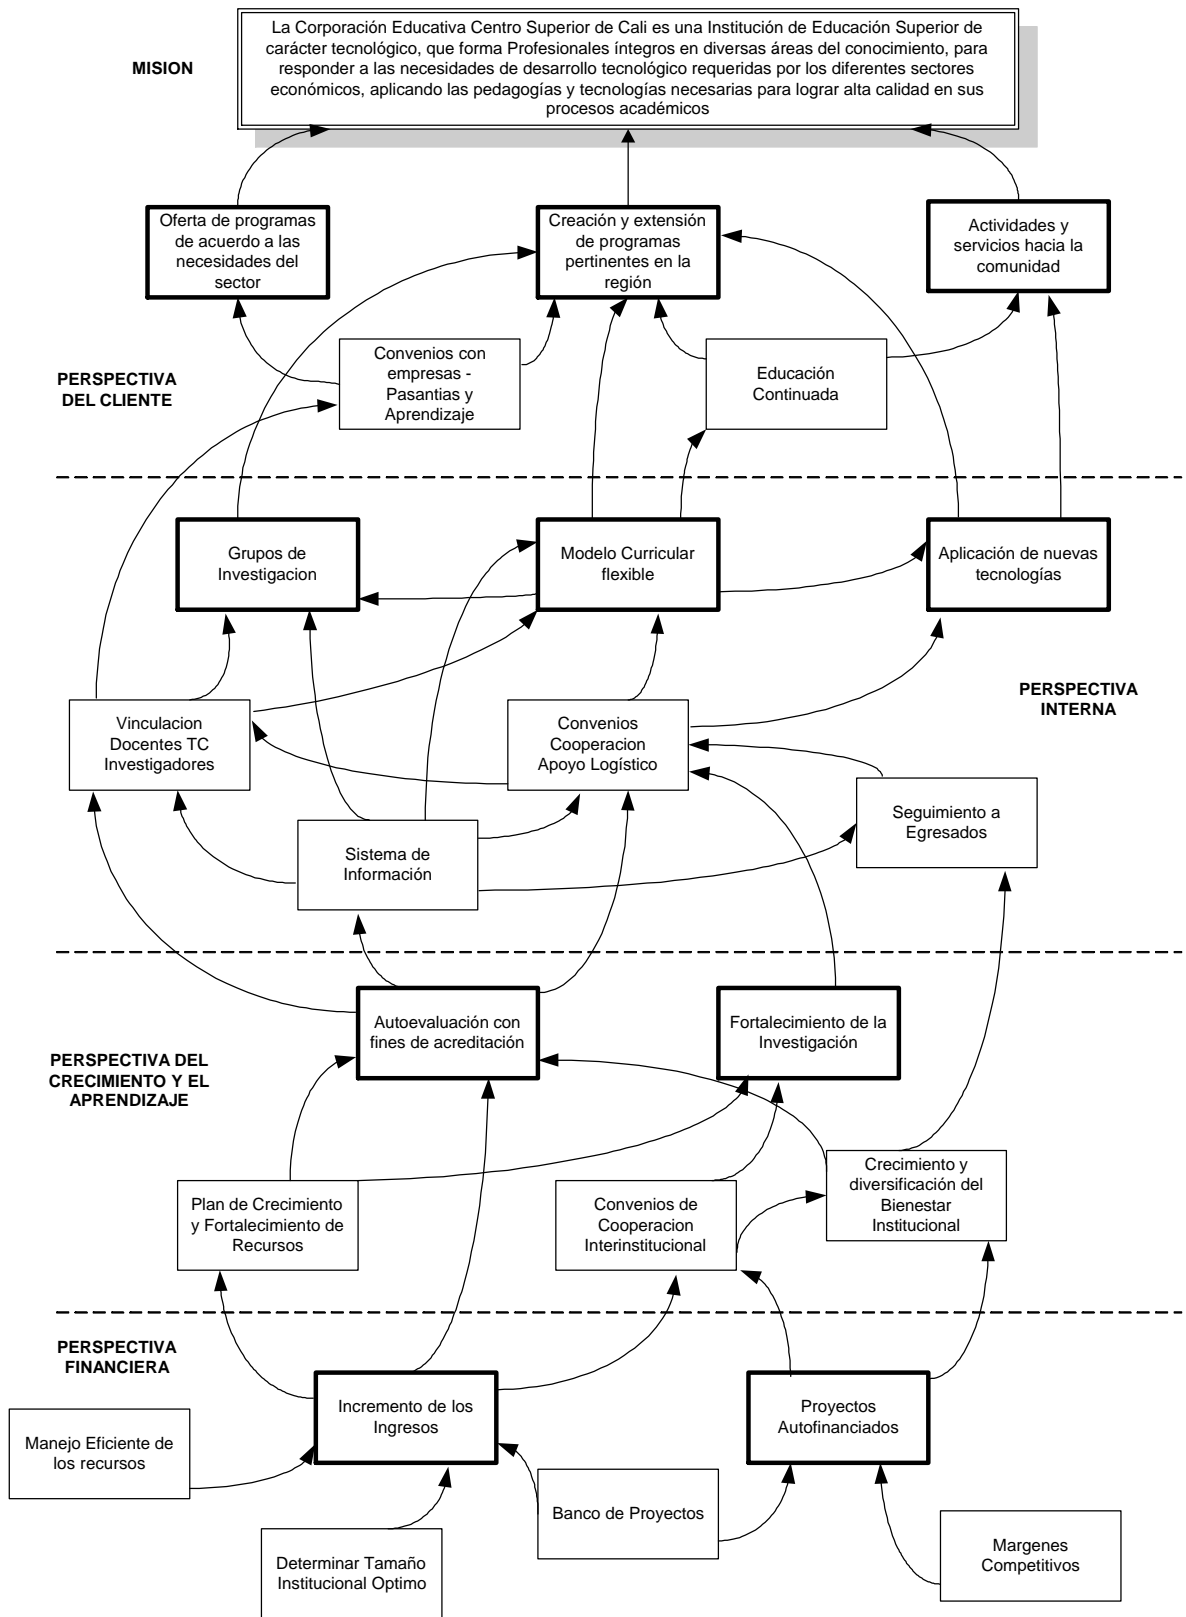 La Corporación Educativa Centro Superior de Cali es una Institución de Educación Superior de
carácter tecnológico, que forma Profesionales íntegros en diversas áreas del conocimiento, para
responder a las necesidades de desarrollo tecnológico requeridas por los diferentes sectores
económicos, aplicando las pedagogías y tecnologías necesarias para lograr alta calidad en sus
procesos académicos
MISION
Oferta de programas
de acuerdo a las
necesidades del
sector
Creación y extensión
de programas
pertinentes en la
región
Actividades y
servicios hacia la
comunidad
PERSPECTIVA
DEL CLIENTE
Convenios con
empresas -
Pasantias y
Aprendizaje
Educación
Continuada
Grupos de
Investigacion
Modelo Curricular
flexible
Aplicación de nuevas
tecnologías
PERSPECTIVA
INTERNA
Vinculacion
Docentes TC
Investigadores
Convenios
Cooperacion
Apoyo Logístico
Seguimiento a
Egresados
Sistema de
Información
Autoevaluación con
fines de acreditación
Fortalecimiento de la
Investigación
PERSPECTIVA DEL
CRECIMIENTO Y EL
APRENDIZAJE
Plan de Crecimiento
y Fortalecimiento de
Recursos
Convenios de
Cooperacion
Interinstitucional
Crecimiento y
diversificación del
Bienestar
Institucional
PERSPECTIVA
FINANCIERA
Incremento de los
Ingresos
Proyectos
Autofinanciados
Manejo Eficiente de
los recursos
Banco de Proyectos
Determinar Tamaño
Institucional Optimo
Margenes
Competitivos